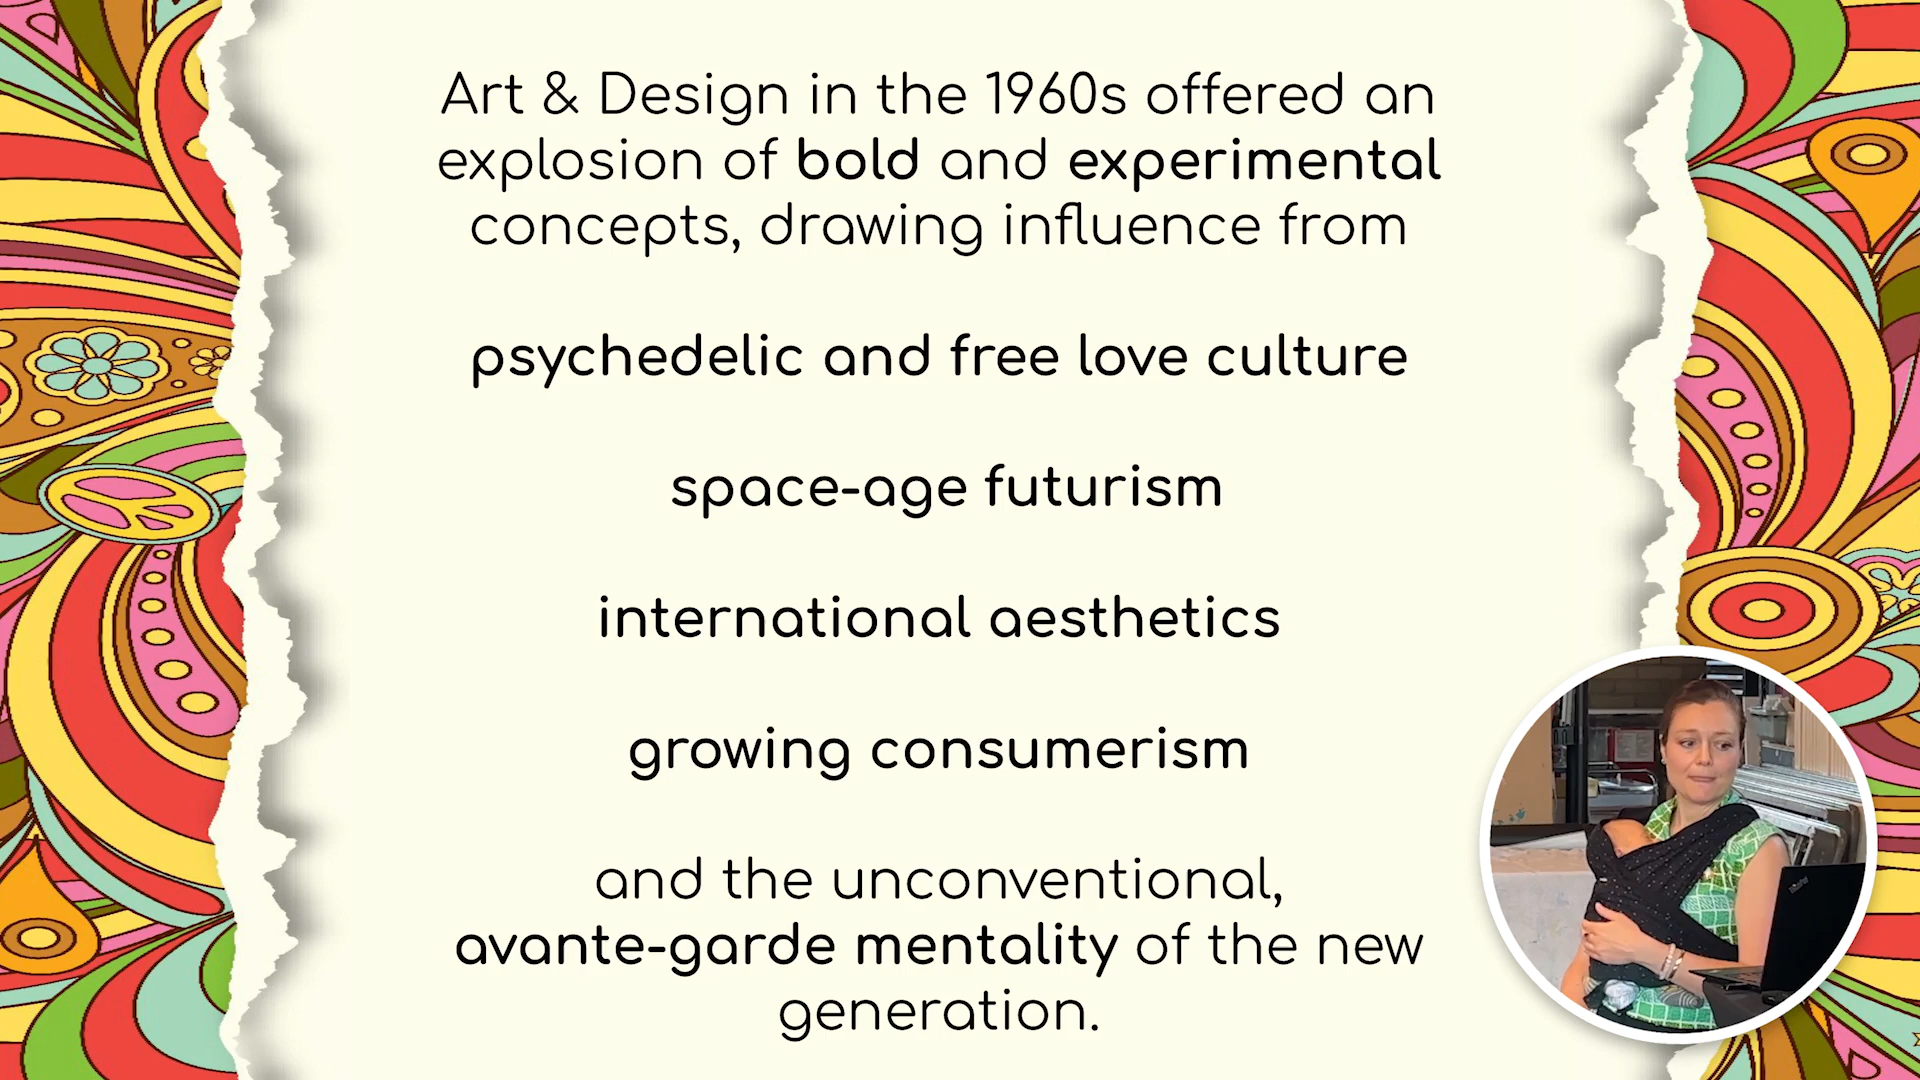 Art & Design in the 1960s offered an
explosion of bold and experimental
concepts, drawing influence from
psychedelic and free love culture
space-age futurism
international aesthetics
growing consumerism
and the unconventional,
avante-garde mentality of the new
generation.
ThinkPad